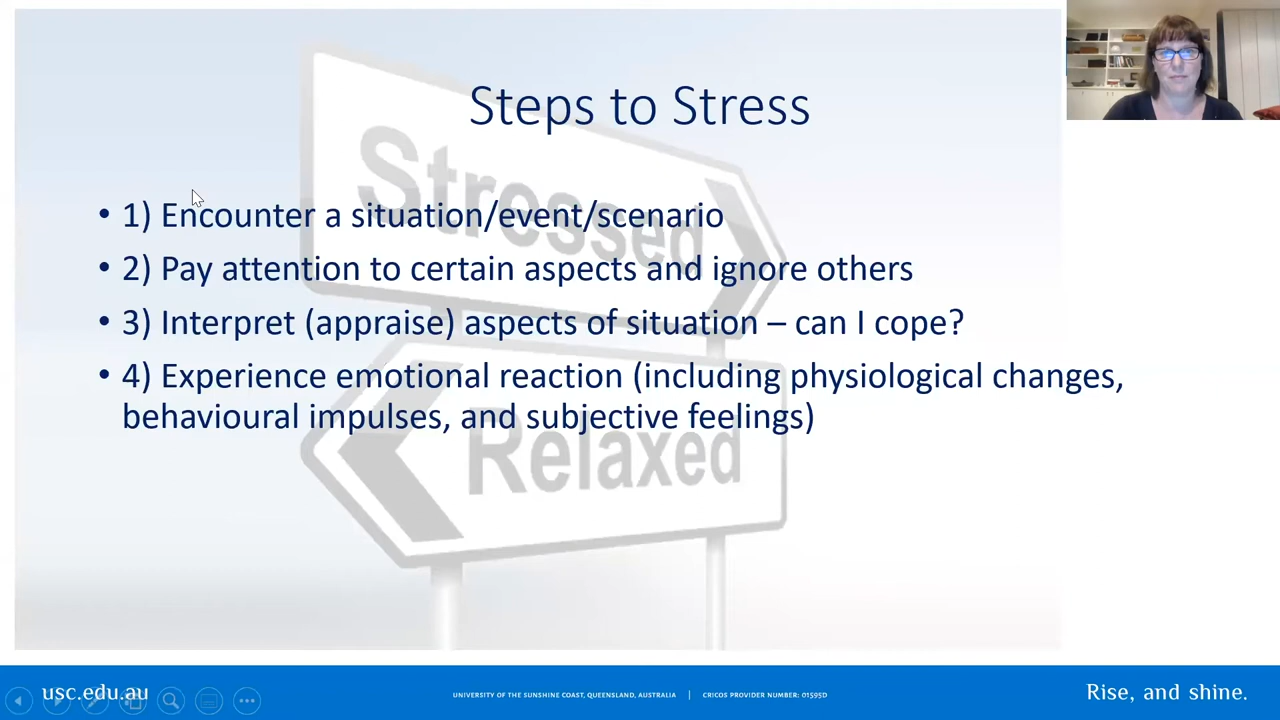 Steps to Stress
Stressed
• 1) Encounter a situation/event/scenario
• 2) Pay attention to certain aspects and ignore others
• 3) Interpret (appraise) aspects of situation – can I cope?
• 4) Experience emotional reaction (including physiological changes,
behavioural impulses, and subjective feelings)
Relaxed
usc.edu.au
UNIVERSITY OF THE SUNSHINE COAST, QUEENSLAND, AUSTRALIA | CRICOS PROVIDER NUMBER: 01595D
Rise, and shine.